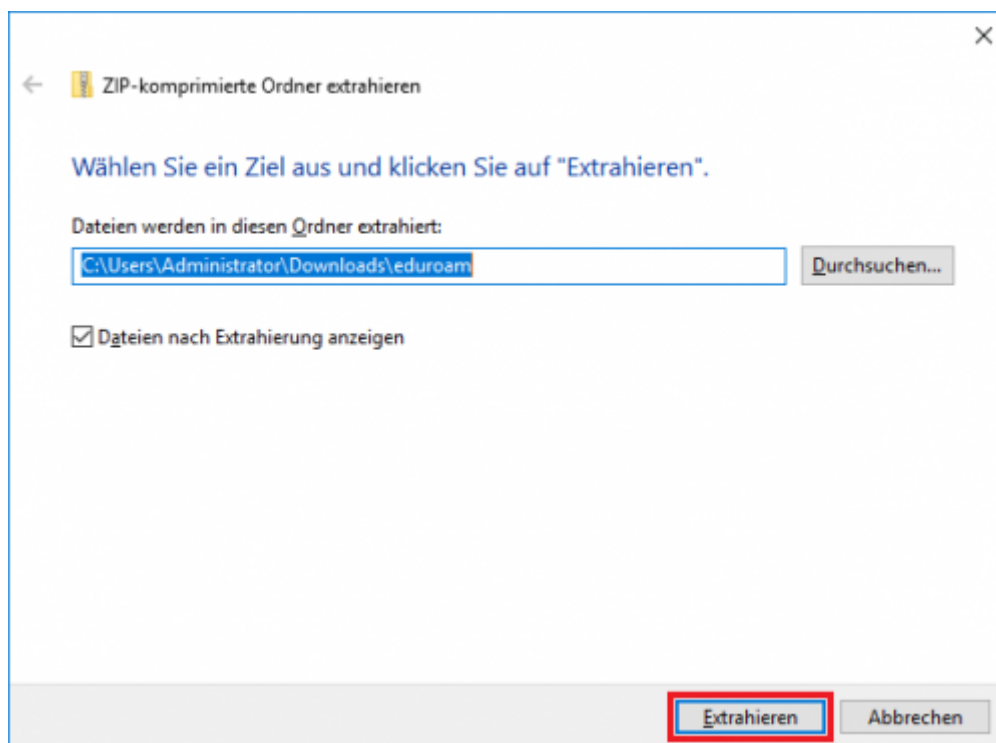 ZIP-komprimierte Ordner extrahieren
Wählen Sie ein Ziel aus und klicken Sie auf "Extrahieren".
Dateien werden in diesen Ordner extrahiert:
C:\Users\Administrator\Downloads\eduroam
Durchsuchen...
Dateien nach Extrahierung anzeigen
Extrahieren
Abbrechen